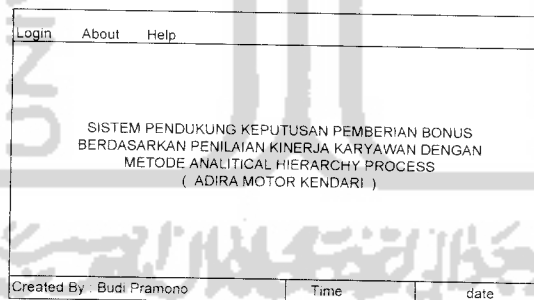 Login About Help
SISTEM PENDUKUNG KEPUTUSAN PEMBERIAN BONUS
BERDASARKAN PENILAIAN KINERJA KARYAWAN DENGAN
METODE ANALITICAL HIERARCHY PROCESS
( ADIRA MOTOR KENDARI )
Created By : Budi Pramono Time date